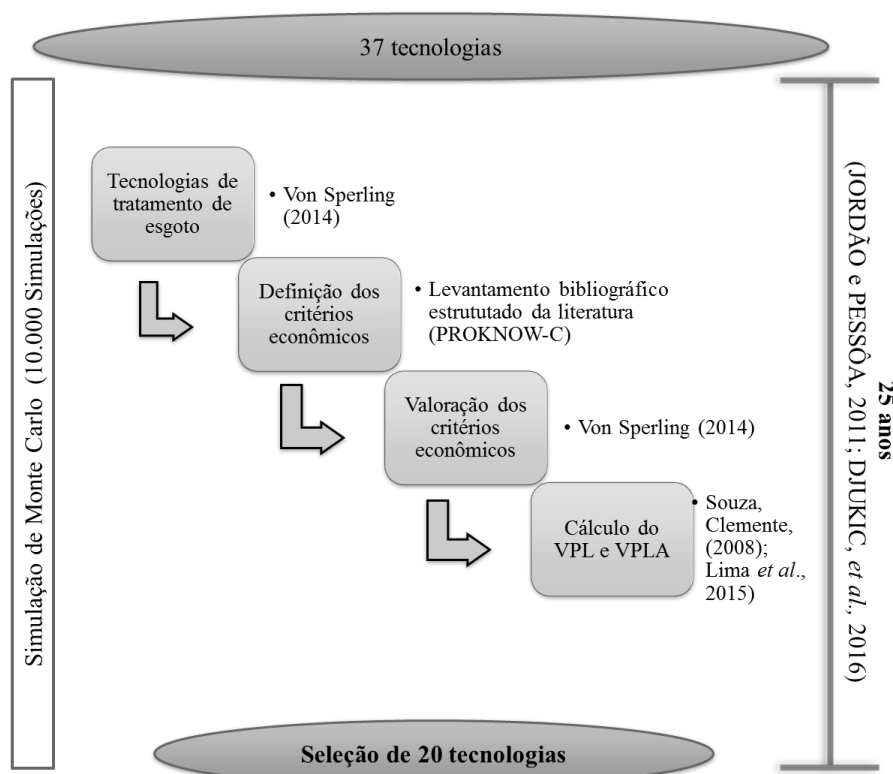 37 tecnologias
Simulação de Monte Carlo (10.000 Simulações)
Tecnologias de
tratamento de
esgoto
• Von Sperling
(2014)
Definição dos
critérios
econômicos
• Levantamento bibliográfico
estrututado da literatura
(PROKNOW-C)
Valoração dos
critérios
econômicos
• Von Sperling (2014)
Cálculo do
VPL e VPLA
• Souza,
Clemente,
(2008);
Lima et al.,
2015)
25 anos
(JORDÃO e PESSÔA, 2011; DJUKIC, et al., 2016)
Seleção de 20 tecnologias